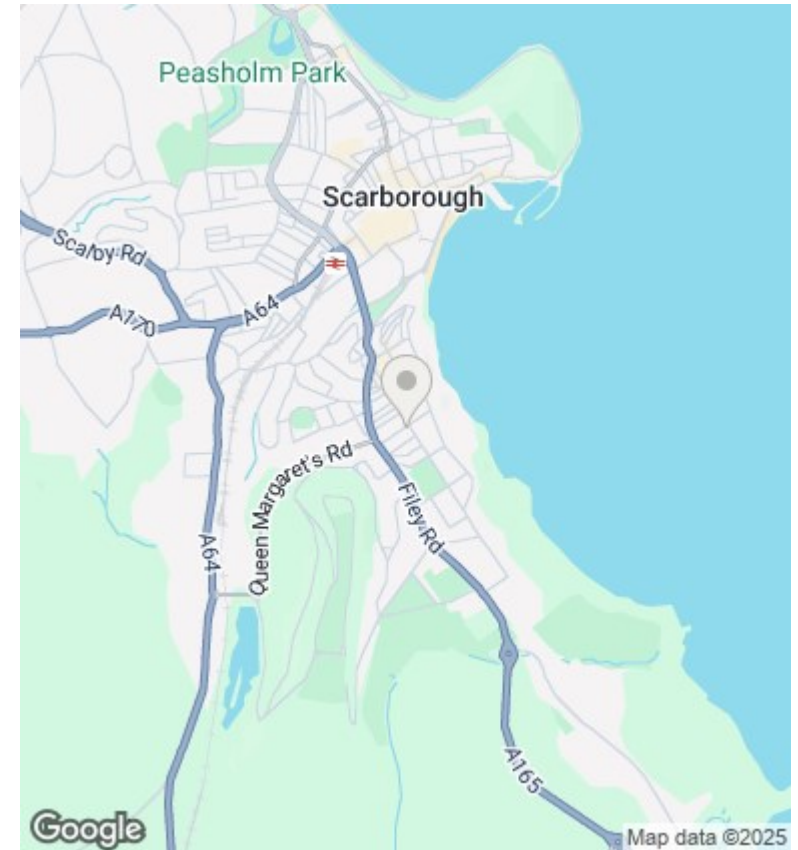 Peasholm Park
Scarborough
Scalby Rd
A64
A170
Queen Margaret's Rd
Filey Rd
A64
A165
Google
Map data ©2025